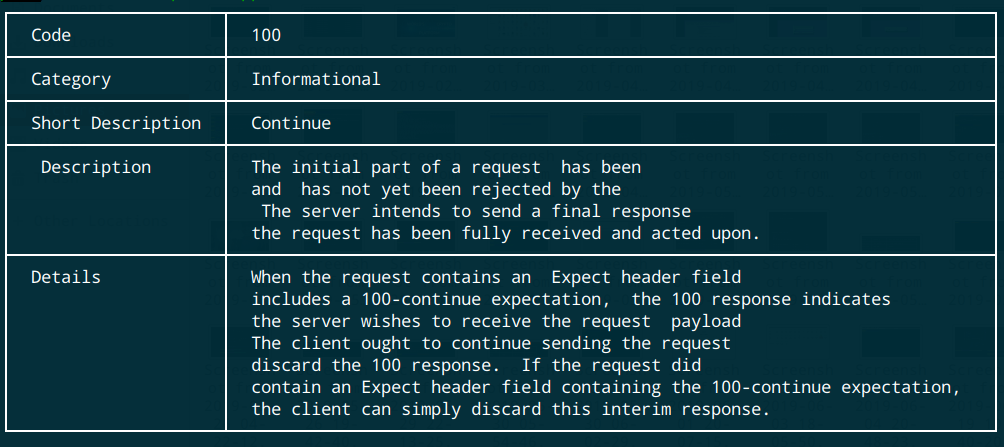 Code 100
Category Informational
Short Description Continue
Description The initial part of a request  has been
and  has not yet been rejected by the
The server intends to send a final response
the request has been fully received and acted upon.
Details When the request contains an  Expect header field
includes a 100-continue expectation,  the 100 response indicates
the server wishes to receive the request  payload
The client ought to continue sending the request
discard the 100 response.  If the request did
contain an Expect header field containing the 100-continue expectation,
the client can simply discard this interim response.